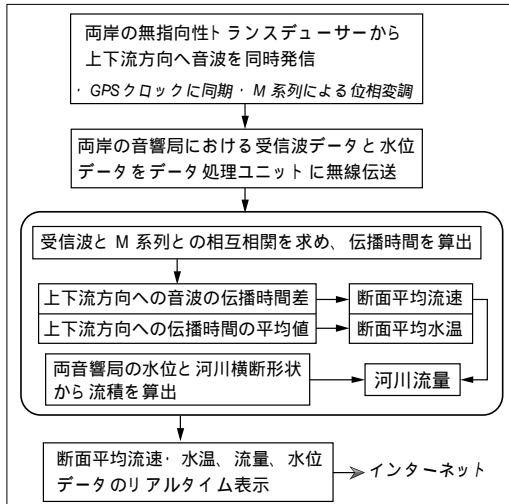 両岸の無指向性トランスデューサーから
上下流方向へ音波を同時発信
・GPSクロックに同期・M系列による位相変調
両岸の音響局における受信波データと水位
データをデータ処理ユニットに無線伝送
受信波とM系列との相互相関を求め、伝播時間を算出
上下流方向への音波の伝播時間差
断面平均流速
上下流方向への伝播時間の平均値
断面平均水温
両音響局の水位と河川横断形状
から流積を算出
河川流量
断面平均流速・水温、流量、水位
データのリアルタイム表示
インターネット